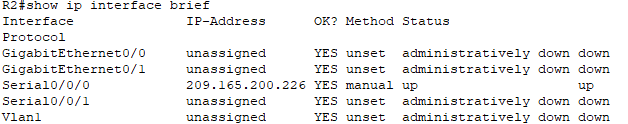 R2#show ip interface brief
Interface IP-Address OK? Method Status
Protocol
GigabitEthernet0/0 unassigned YES unset administratively down down
GigabitEthernet0/1 unassigned YES unset administratively down down
Serial0/0/0 209.165.200.226 YES manual up up
Serial0/0/1 unassigned YES unset administratively down down
Vlan1 unassigned YES unset administratively down down